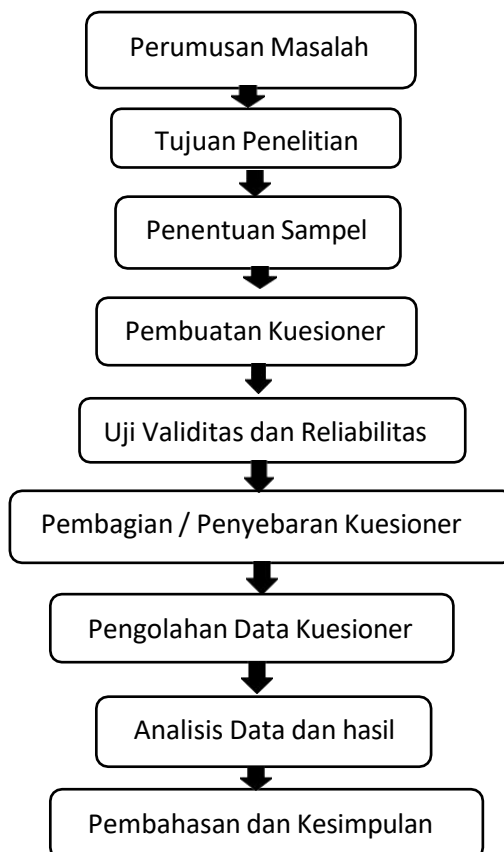 Perumusan Masalah
Tujuan Penelitian
Penentuan Sampel
Pembuatan Kuesioner
Uji Validitas dan Reliabilitas
Pembagian / Penyebaran Kuesioner
Pengolahan Data Kuesioner
Analisis Data dan hasil
Pembahasan dan Kesimpulan